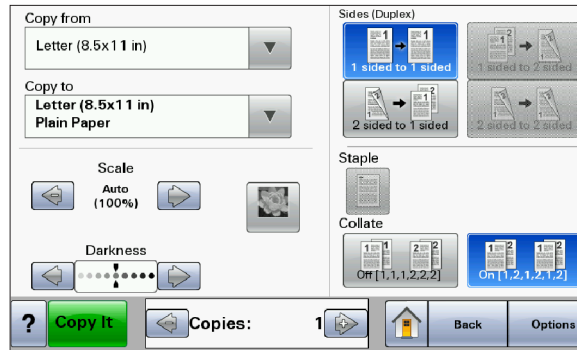 Copy from
Letter (8.5x11 in)
Copy to
Letter (8.5x11 in)
Plain Paper
Scale
Auto
(100%)
Darkness
Sides (Duplex)
1 sided to 1 sided
1 sided to 2 sided
2 sided to 1 sided
2 sided to 2 sided
Staple
Collate
Off [1,1,1,2,2,2]
On [1,2,1,2,1,2]
?
Copy It
Copies:
1
Back
Options